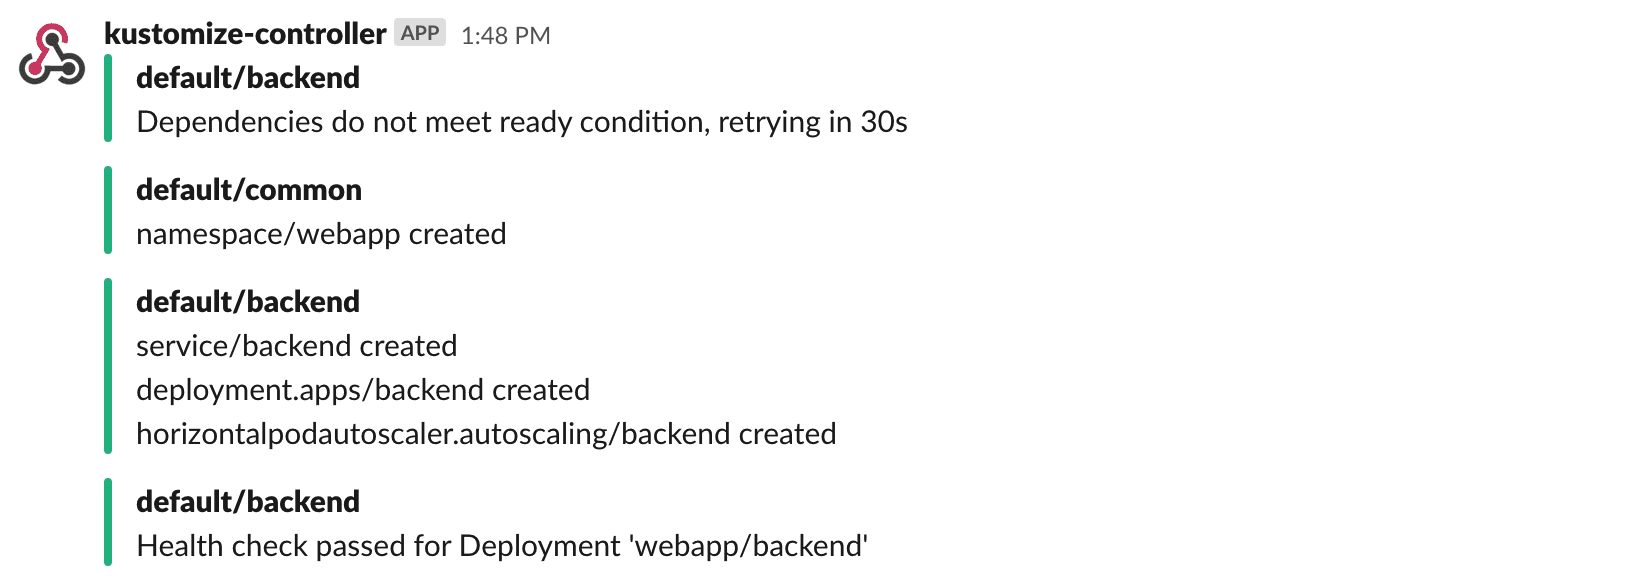 kustomize-controller APP 1:48 PM
default/backend
Dependencies do not meet ready condition, retrying in 30s
default/common
namespace/webapp created
default/backend
service/backend created
deployment.apps/backend created
horizontalpodautoscaler.autoscaling/backend created
default/backend
Health check passed for Deployment 'webapp/backend'